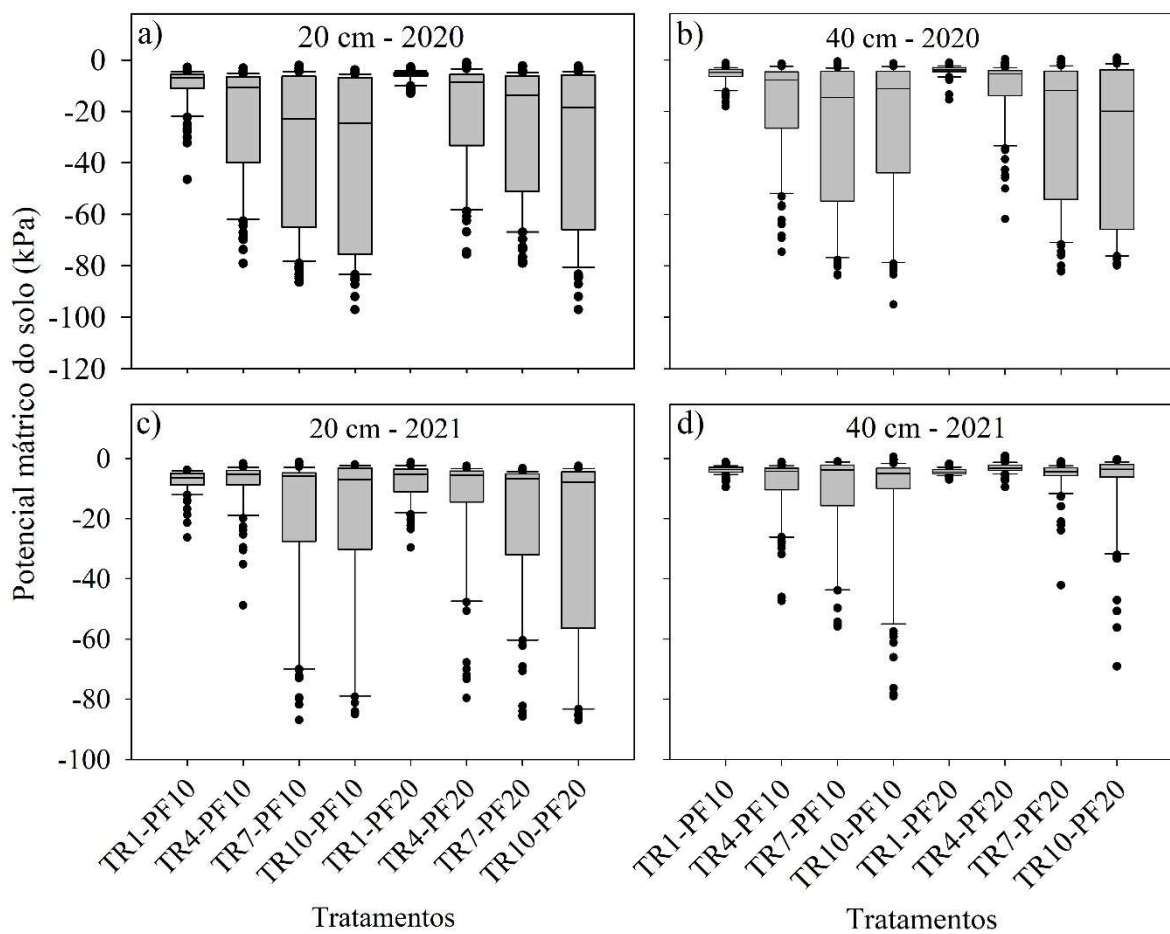 a)
20 cm - 2020
b)
40 cm - 2020
0
-20
-40
-60
-80
-100
-120
c)
20 cm - 2021
d)
40 cm - 2021
0
-20
-40
-60
-80
-100
Potencial mátrico do solo (kPa)
TR1-PF10
TR4-PF10
TR7-PF10
TR10-PF10
TR1-PF20
TR4-PF20
TR7-PF20
TR10-PF20
TR1-PF10
TR4-PF10
TR7-PF10
TR10-PF10
TR1-PF20
TR4-PF20
TR7-PF20
TR10-PF20
Tratamentos
Tratamentos